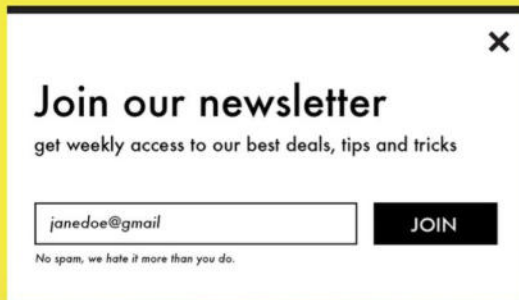 Join our newsletter
get weekly access to our best deals, tips and tricks
janedoe@gmail
JOIN
No spam, we hate it more than you do.